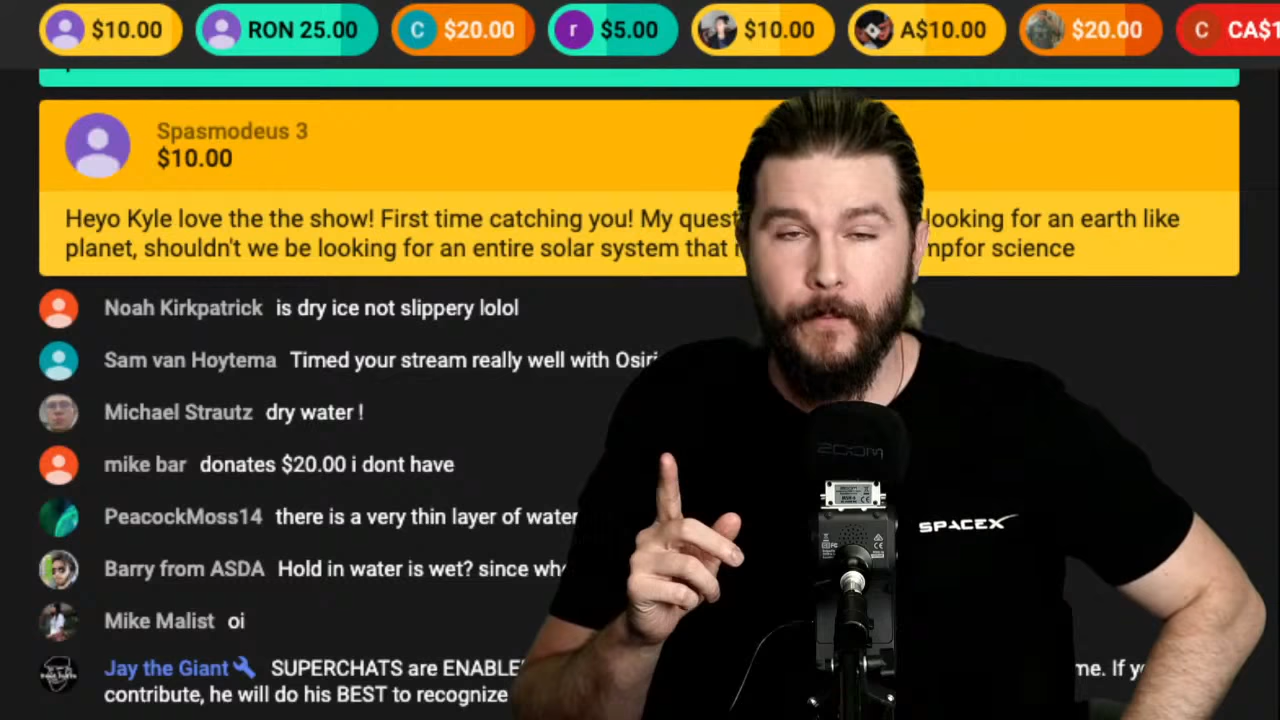 $10.00 RON 25.00 C $20.00 r $5.00 $10.00 A$10.00 $20.00 C CA$1
Spasmodeus 3
$10.00
Heyo Kyle love the the show! First time catching you! My quest looking for an earth like
planet, shouldn't we be looking for an entire solar system that for science
Noah Kirkpatrick is dry ice not slippery lolol
Sam van Hoytema Timed your stream really well with Osiri
Michael Strautz dry water !
mike bar donates $20.00 i dont have
PeacockMoss14 there is a very thin layer of water
Barry from ASDA Hold in water is wet? since
Mike Malist oi
Jay the Giant SUPERCHATS are ENABLE me. If
contribute, he will do his BEST to recognize
ZOOM
SPACEX